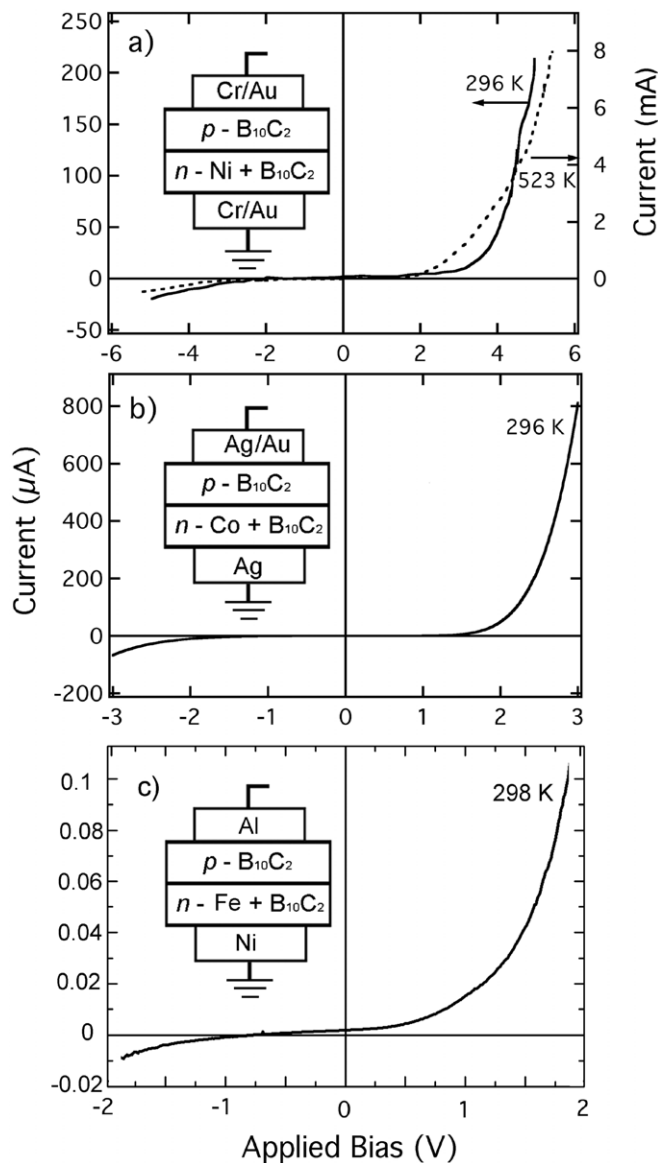 a)
250
200
150
100
50
0
-50
8
6
4
2
0
Current (mA)
296 K
523 K
Cr/Au
p - B₁₀C₂
n - Ni + B₁₀C₂
Cr/Au
-6 -4 -2 0 2 4 6
b)
800
600
400
200
0
-200
Current (μA)
296 K
Ag/Au
p - B₁₀C₂
n - Co + B₁₀C₂
Ag
-3 -2 -1 0 1 2 3
c)
0.1
0.08
0.06
0.04
0.02
0
-0.02
298 K
Al
p - B₁₀C₂
n - Fe + B₁₀C₂
Ni
-2 -1 0 1 2
Applied Bias (V)